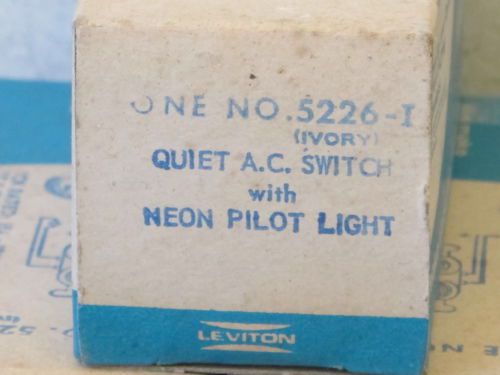 ONE NO. 5226-I
(IVORY)
QUIET A.C. SWITCH
with
NEON PILOT LIGHT
LEVITON